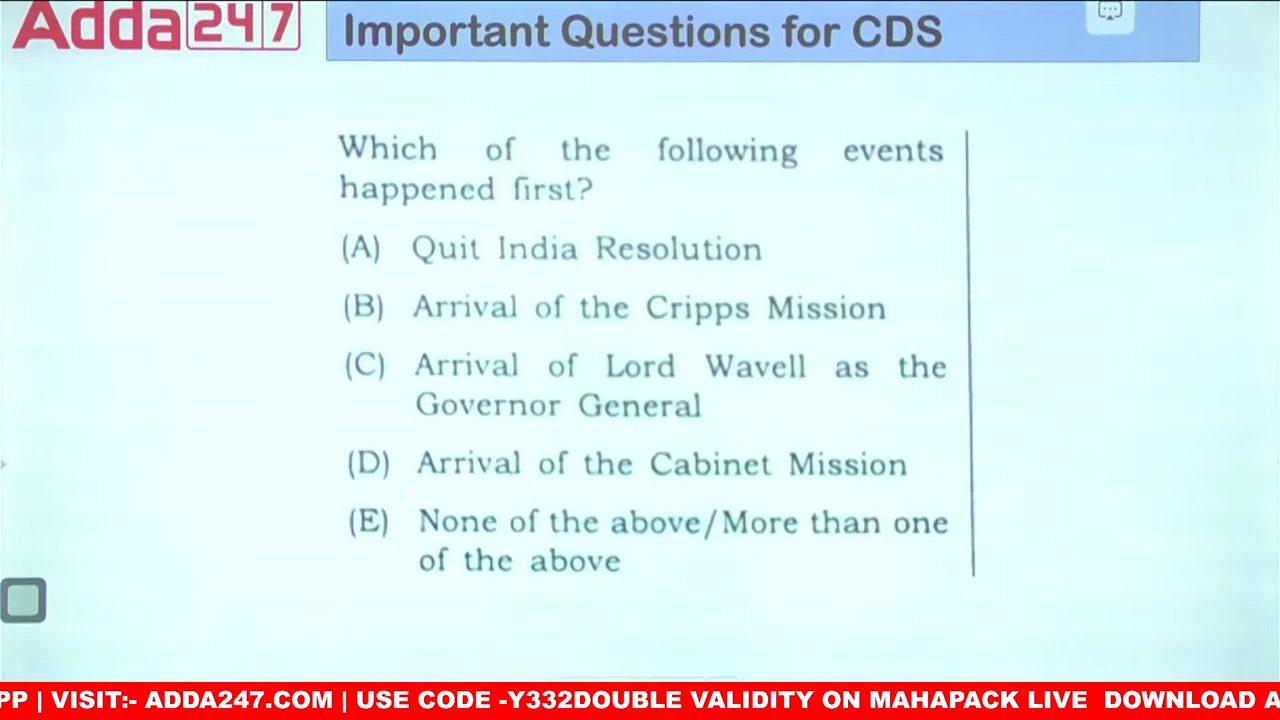 Adda247
Important Questions for CDS
Which of the following events
happened first?
(A) Quit India Resolution
(B) Arrival of the Cripps Mission
(C) Arrival of Lord Wavell as the
Governor General
(D) Arrival of the Cabinet Mission
(E) None of the above/More than one
of the above
PP | VISIT:- ADDA247.COM | USE CODE -Y332DOUBLE VALIDITY ON MAHAPACK LIVE DOWNLOAD A